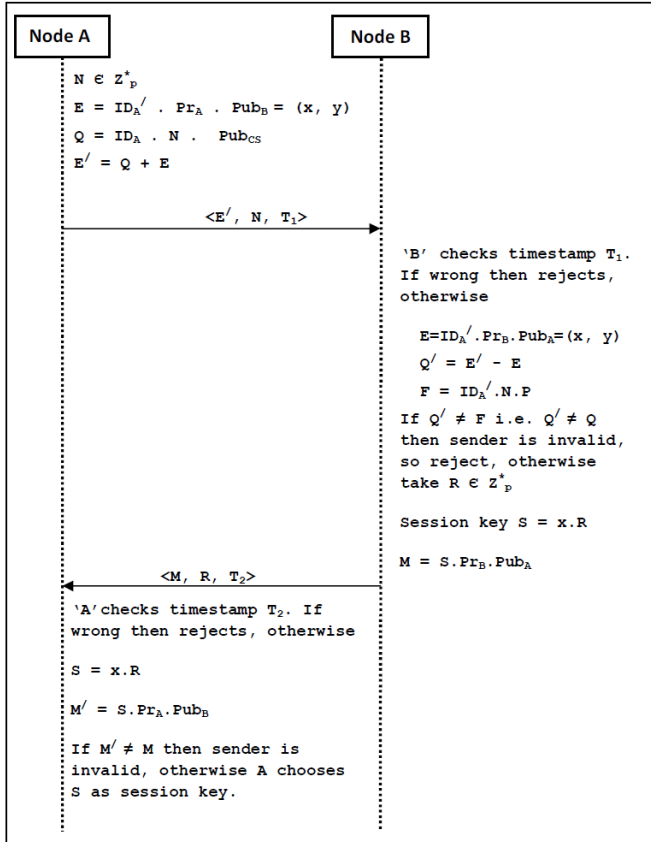 Node A
Node B
N Є Z*p
E = IDA/ . PrA . PubB = (x, y)
Q = IDA . N . PubCS
E/ = Q + E
<E/, N, T1>
‘B’ checks timestamp T1.
If wrong then rejects,
otherwise
E=IDA/.PrB.PubA=(x, y)
Q/ = E/ - E
F = IDA/.N.P
If Q/ ≠ F i.e. Q/ ≠ Q
then sender is invalid,
so reject, otherwise
take R Є Z*p
Session key S = x.R
M = S.PrB.PubA
<M, R, T2>
‘A’checks timestamp T2. If
wrong then rejects, otherwise
S = x.R
M/ = S.PrA.PubB
If M/ ≠ M then sender is
invalid, otherwise A chooses
S as session key.